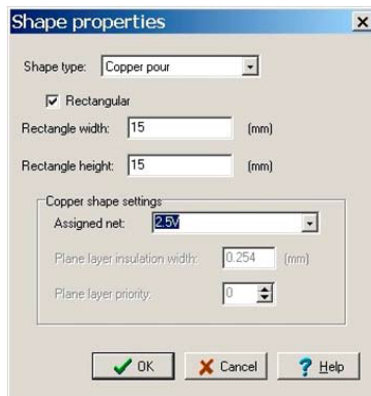 Shape properties
Shape type: Copper pour
Rectangular
Rectangle width: 15 (mm)
Rectangle height: 15 (mm)
Copper shape settings
Assigned net: 2.5V
Plane layer insulation width: 0.254 (mm)
Plane layer priority: 0
OK Cancel ? Help